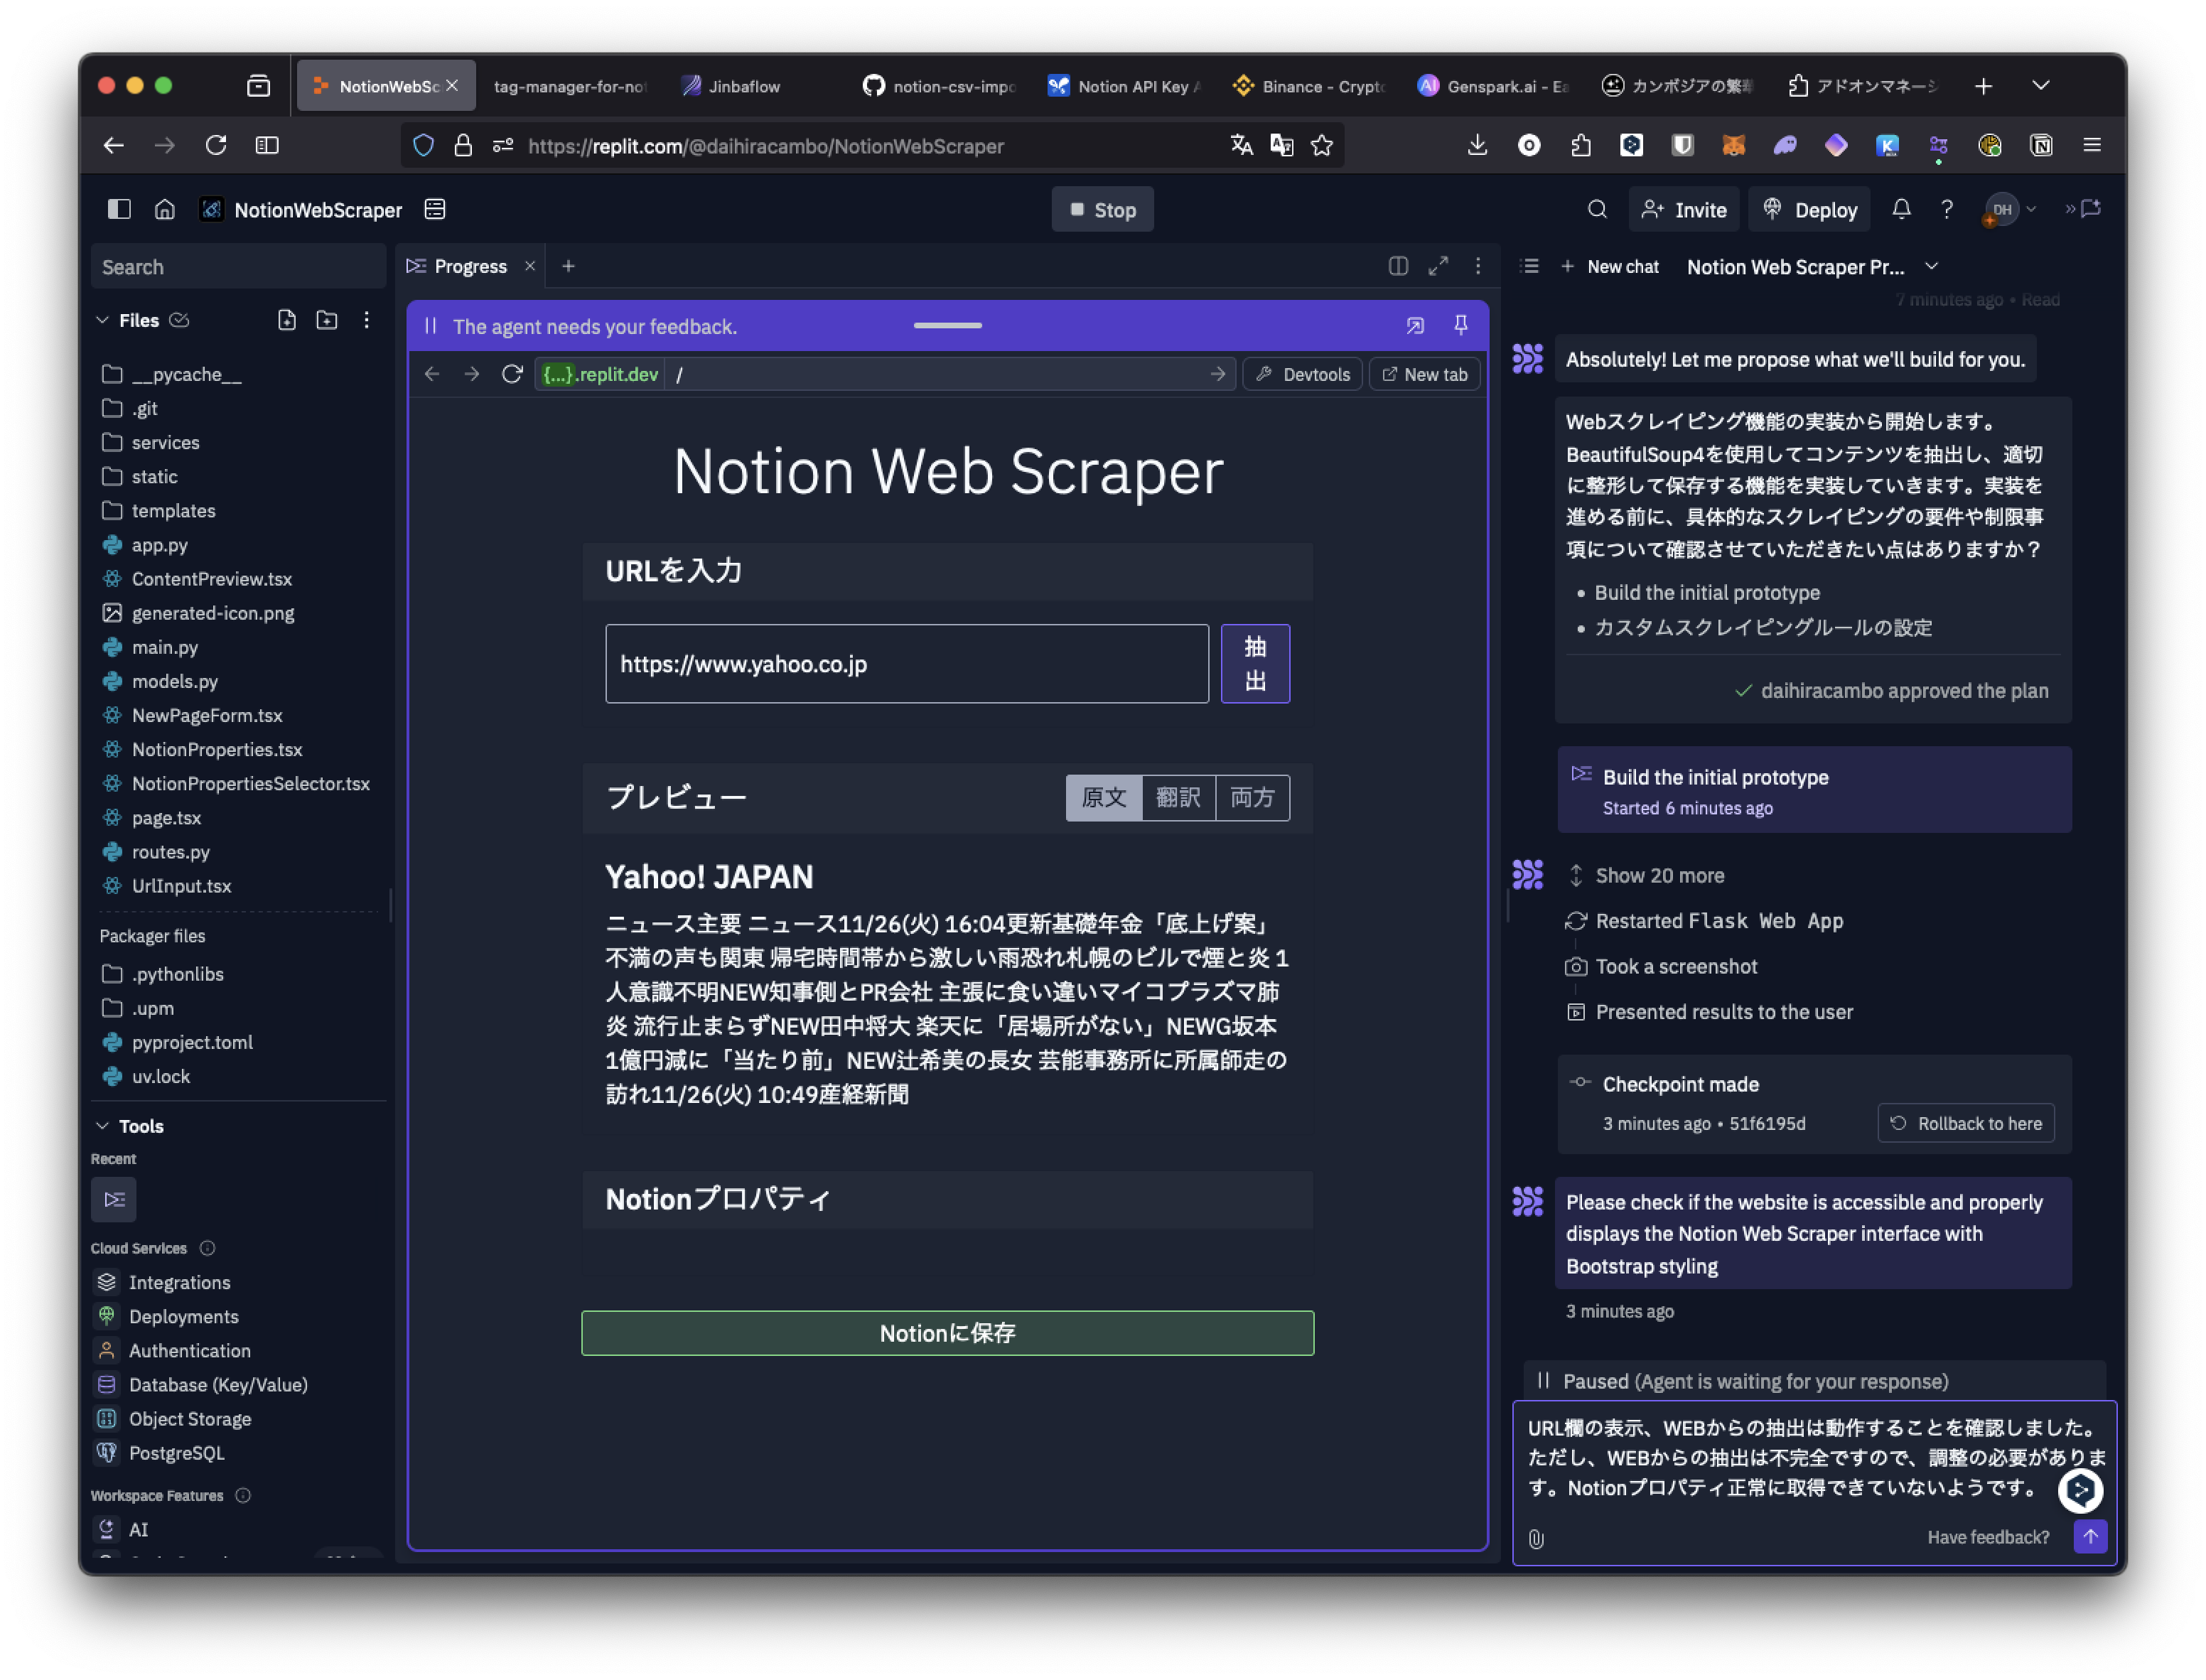 NotionWebSc
tag-manager-for-not
Jinbaflow
notion-csv-impo
Notion API Key A
Binance - Crypto
Genspark.ai - Ea
カンボジアの繁華
アドオンマネージ
https://replit.com/@daihiracambo/NotionWebScraper
NotionWebScraper
Stop
Invite
Deploy
DH
Search
Files
__pycache__
.git
services
static
templates
app.py
ContentPreview.tsx
generated-icon.png
main.py
models.py
NewPageForm.tsx
NotionProperties.tsx
NotionPropertiesSelector.tsx
page.tsx
routes.py
UrlInput.tsx
Packager files
.pythonlibs
.upm
pyproject.toml
uv.lock
Tools
Recent
Cloud Services
Integrations
Deployments
Authentication
Database (Key/Value)
Object Storage
PostgreSQL
Workspace Features
AI
Progress
The agent needs your feedback.
{...}.replit.dev /
Devtools
New tab
Notion Web Scraper
URLを入力
https://www.yahoo.co.jp
抽
出
プレビュー
原文 翻訳 両方
Yahoo! JAPAN
ニュース主要 ニュース11/26(火) 16:04更新基礎年金「底上げ案」
不満の声も関東 帰宅時間帯から激しい雨恐れ札幌のビルで煙と炎 1
人意識不明NEW知事側とPR会社 主張に食い違いマイコプラズマ肺
炎 流行止まらずNEW田中将大 楽天に「居場所がない」NEWG坂本
1億円減に「当たり前」NEW辻希美の長女 芸能事務所に所属師走の
訪れ11/26(火) 10:49産経新聞
Notionプロパティ
Notionに保存
New chat
Notion Web Scraper Pr...
7 minutes ago • Read
Absolutely! Let me propose what we'll build for you.
Webスクレイピング機能の実装から開始します。
BeautifulSoup4を使用してコンテンツを抽出し、適切
に整形して保存する機能を実装していきます。実装を
進める前に、具体的なスクレイピングの要件や制限事
項について確認させていただきたい点はありますか？
• Build the initial prototype
• カスタムスクレイピングルールの設定
daihiracambo approved the plan
Build the initial prototype
Started 6 minutes ago
Show 20 more
Restarted Flask Web App
Took a screenshot
Presented results to the user
Checkpoint made
3 minutes ago • 51f6195d
Rollback to here
Please check if the website is accessible and properly
displays the Notion Web Scraper interface with
Bootstrap styling
3 minutes ago
Paused (Agent is waiting for your response)
URL欄の表示、WEBからの抽出は動作することを確認しました。
ただし、WEBからの抽出は不完全ですので、調整の必要がありま
す。Notionプロパティ正常に取得できていないようです。
Have feedback?